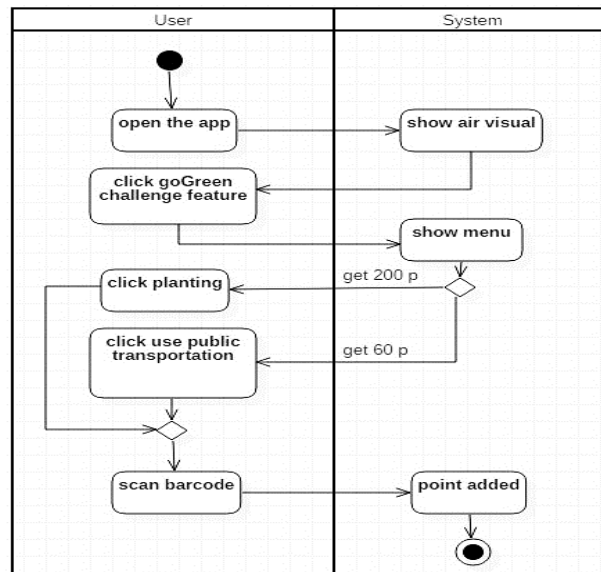 User
System
open the app
show air visual
click goGreen
challenge feature
show menu
get 200 p
click planting
click use public
transportation
get 60 p
scan barcode
point added